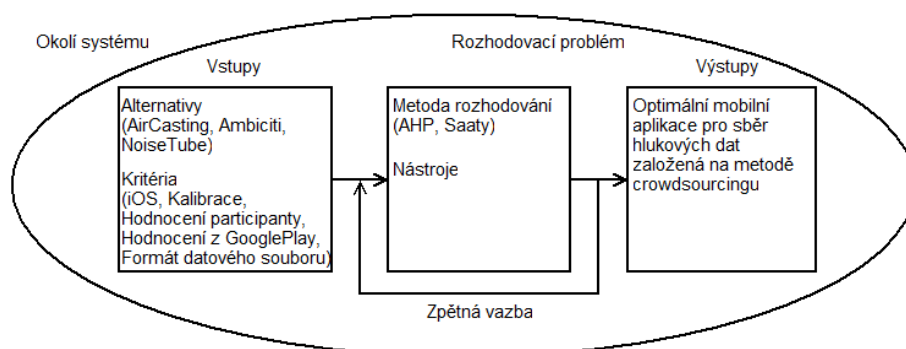 Okolí systému
Rozhodovací problém
Vstupy
Výstupy
Alternativy
(AirCasting, Ambiciti,
NoiseTube)
Kritéria
(iOS, Kalibrace,
Hodnocení participanty,
Hodnocení z GooglePlay,
Formát datového souboru)
Metoda rozhodování
(AHP, Saaty)
Nástroje
Optimální mobilní
aplikace pro sběr
hlukových dat
založená na metodě
crowdsourcingu
Zpětná vazba